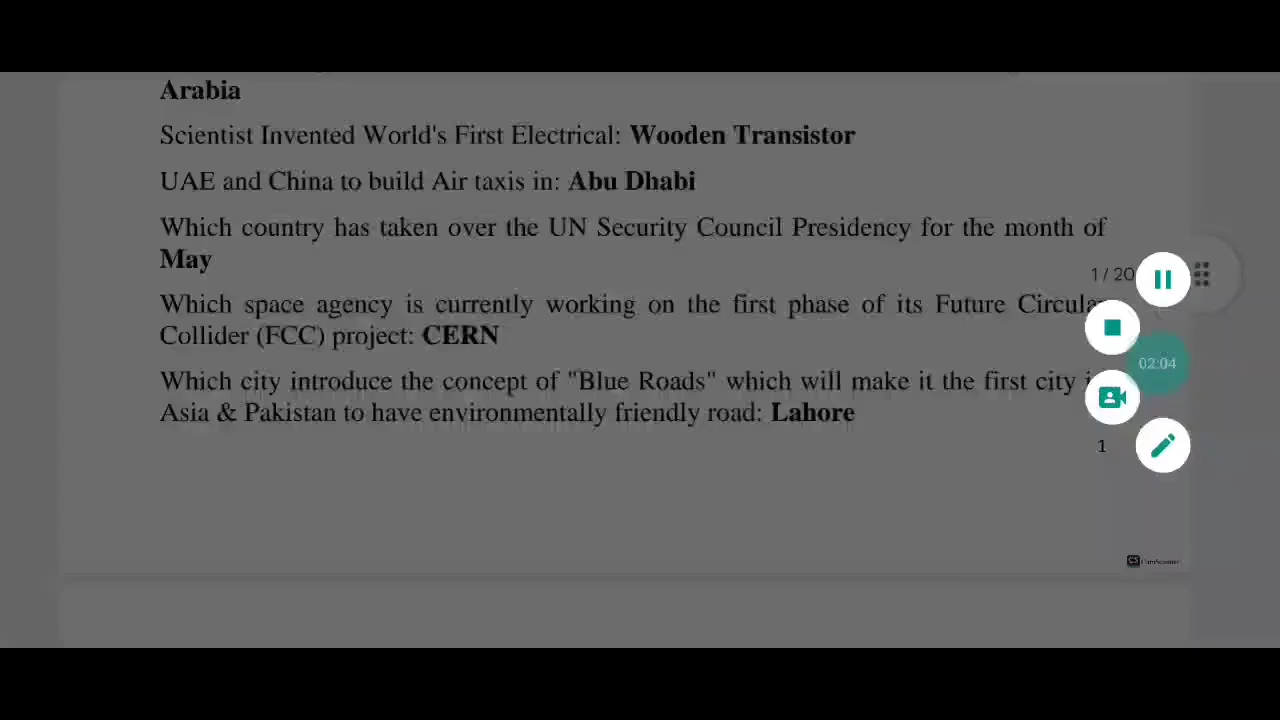 Arabia
Scientist Invented World's First Electrical: Wooden Transistor
UAE and China to build Air taxis in: Abu Dhabi
Which country has taken over the UN Security Council Presidency for the month of
May
1 / 20
Which space agency is currently working on the first phase of its Future Circular
Collider (FCC) project: CERN
02:04
Which city introduce the concept of "Blue Roads" which will make it the first city
Asia & Pakistan to have environmentally friendly road: Lahore
1
CS CamScanner